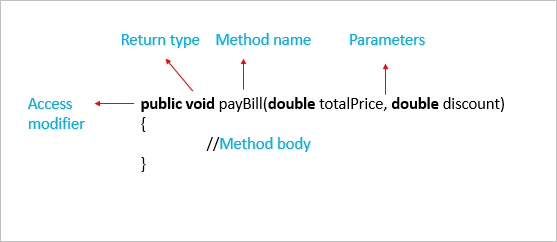 Return type Method name Parameters
Access
modifier
public void payBill(double totalPrice, double discount)
{
//Method body
}